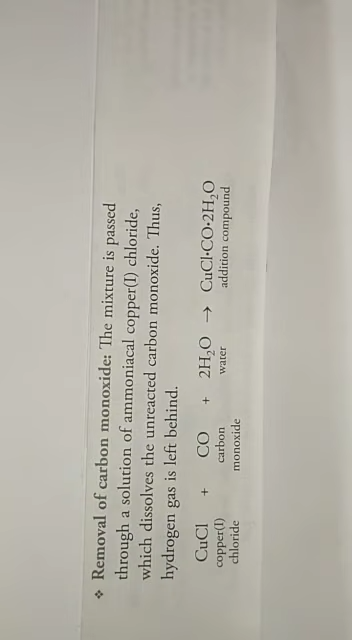 ❖ Removal of carbon monoxide: The mixture is passed
through a solution of ammoniacal copper(I) chloride,
which dissolves the unreacted carbon monoxide. Thus,
hydrogen gas is left behind.
CuCl + CO + 2H₂O → CuCl•CO•2H₂O
copper(I) carbon water addition compound
chloride monoxide